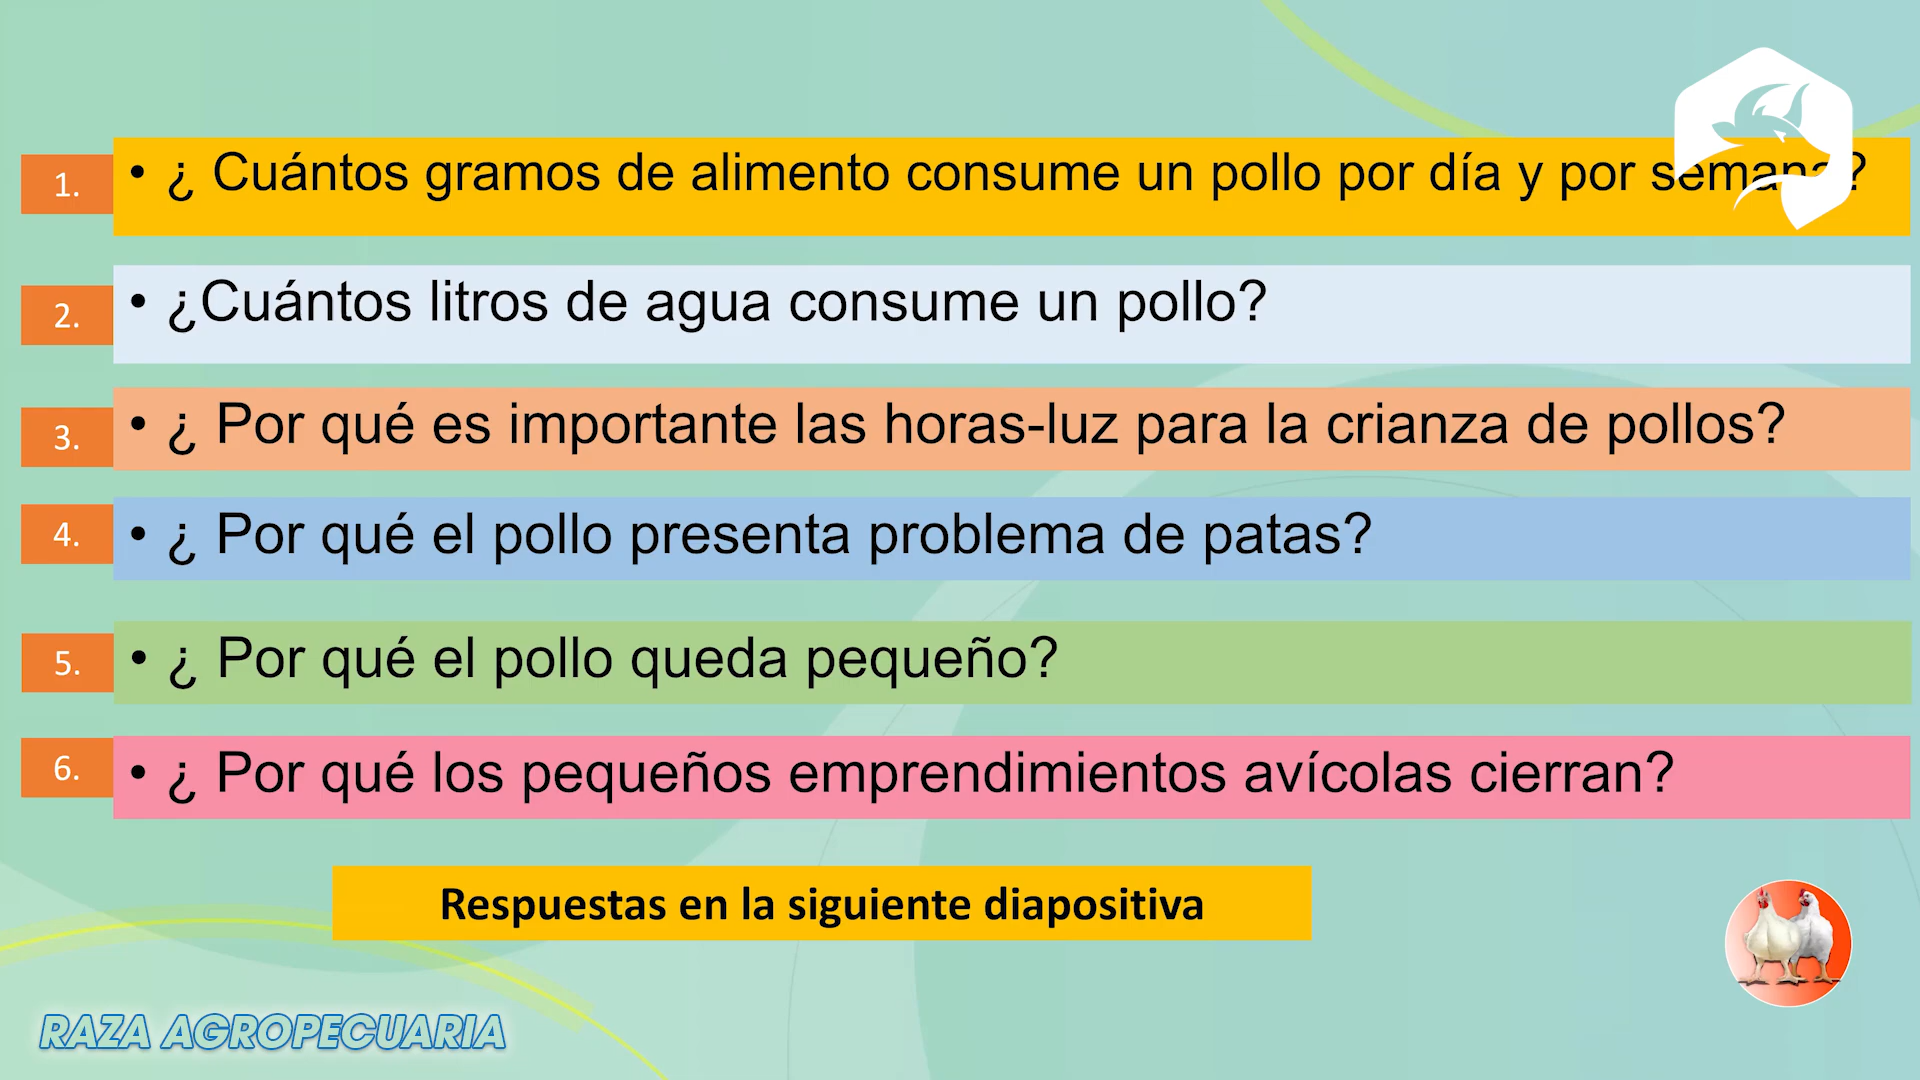 1. • ¿ Cuántos gramos de alimento consume un pollo por día y por semana?
2. • ¿Cuántos litros de agua consume un pollo?
3. • ¿ Por qué es importante las horas-luz para la crianza de pollos?
4. • ¿ Por qué el pollo presenta problema de patas?
5. • ¿ Por qué el pollo queda pequeño?
6. • ¿ Por qué los pequeños emprendimientos avícolas cierran?
Respuestas en la siguiente diapositiva
RAZA AGROPECUARIA